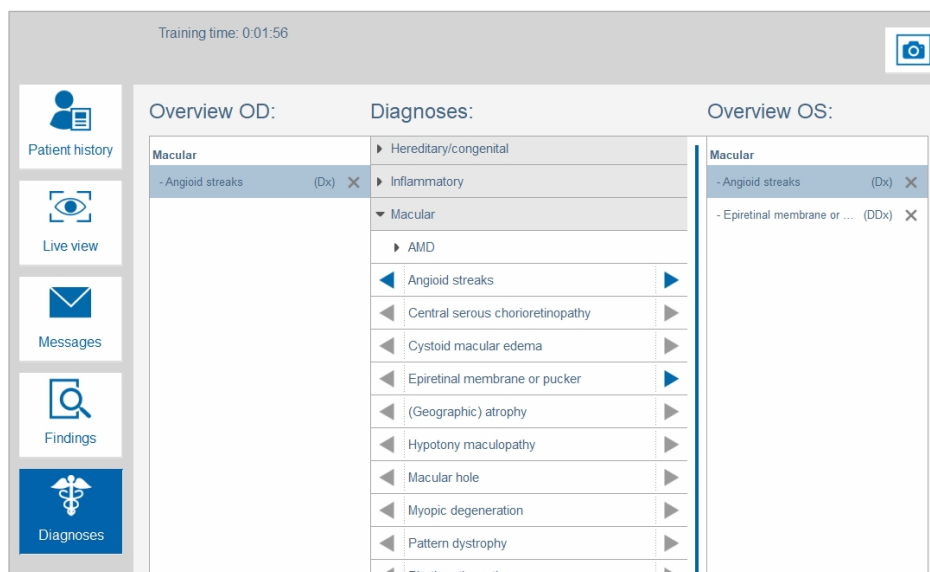 Training time: 0:01:56
Patient history
Live view
Messages
Findings
Diagnoses
Overview OD:
Macular
- Angioid streaks (Dx)
Diagnoses:
Hereditary/congenital
Inflammatory
Macular
AMD
Angioid streaks
Central serous chorioretinopathy
Cystoid macular edema
Epiretinal membrane or pucker
(Geographic) atrophy
Hypotony maculopathy
Macular hole
Myopic degeneration
Pattern dystrophy
Overview OS:
Macular
- Angioid streaks (Dx)
- Epiretinal membrane or ... (DDx)